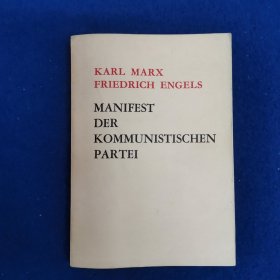 KARL MARX
FRIEDRICH ENGELS
MANIFEST
DER
KOMMUNISTISCHEN
PARTEI